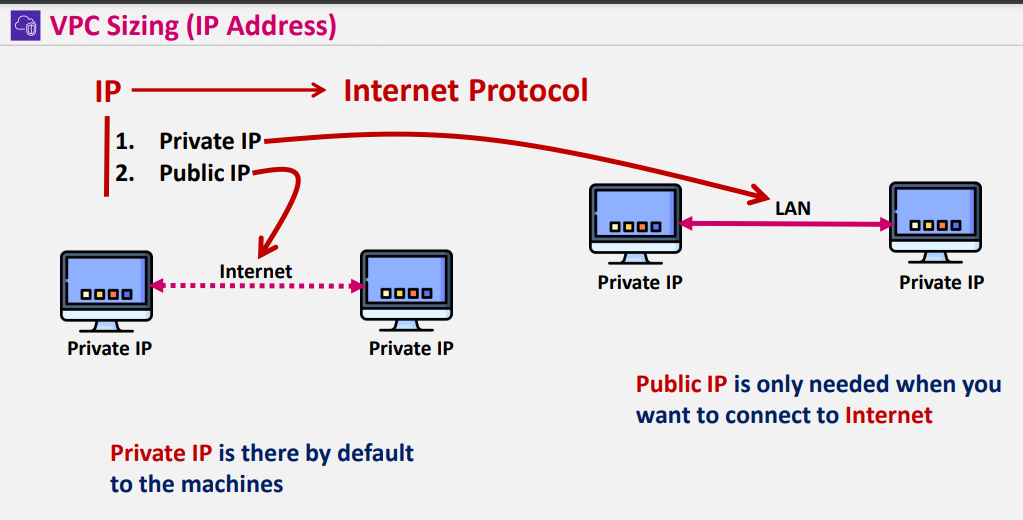 VPC Sizing (IP Address)
IP
Internet Protocol
1. Private IP
2. Public IP
LAN
Private IP
Private IP
Internet
Private IP
Private IP
Public IP is only needed when you
want to connect to Internet
Private IP is there by default
to the machines